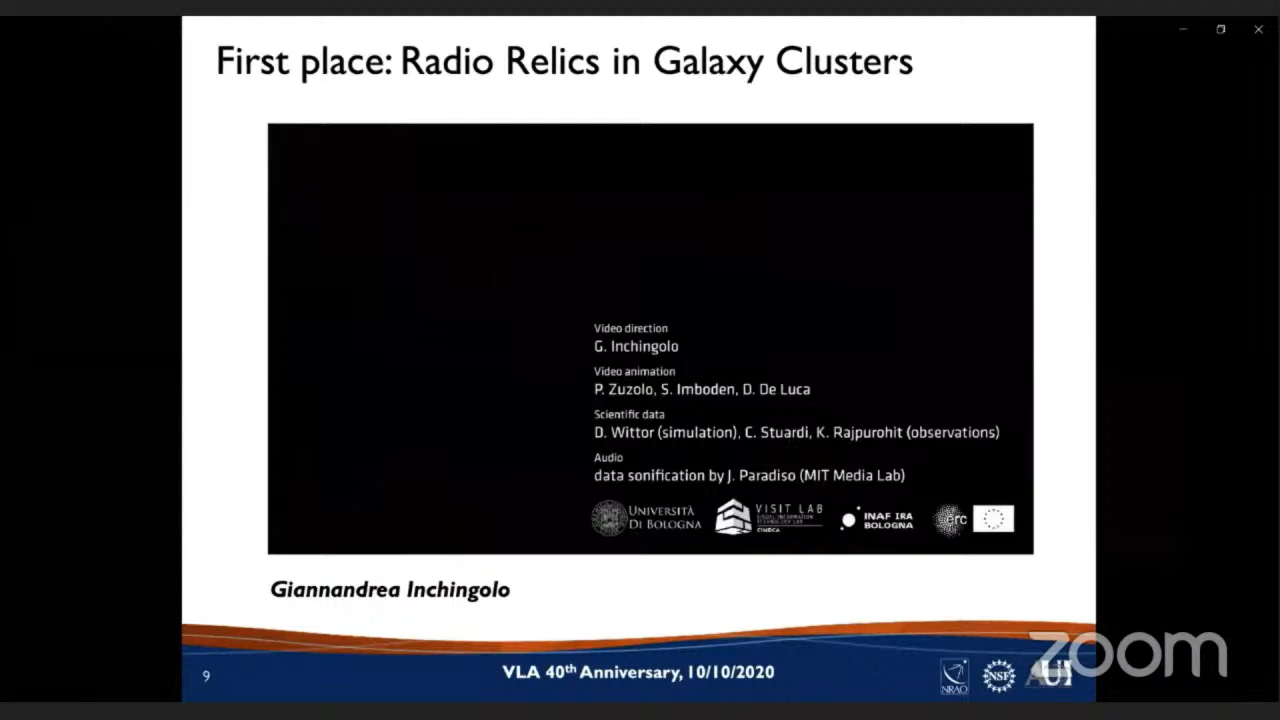 First place: Radio Relics in Galaxy Clusters
Video direction
G. Inchingolo
Video animation
P. Zuzolo, S. Imboden, D. De Luca
Scientific data
D. Wittor (simulation), C. Stuardi, K. Rajpurohit (observations)
Audio
data sonification by J. Paradiso (MIT Media Lab)
UNIVERSITÀ
DI BOLOGNA
VISIT LAB
CINECA
INAF IRA
BOLOGNA
erc
Giannandrea Inchingolo
9
VLA 40th Anniversary, 10/10/2020
NRAO
NSF
AUI
zoom